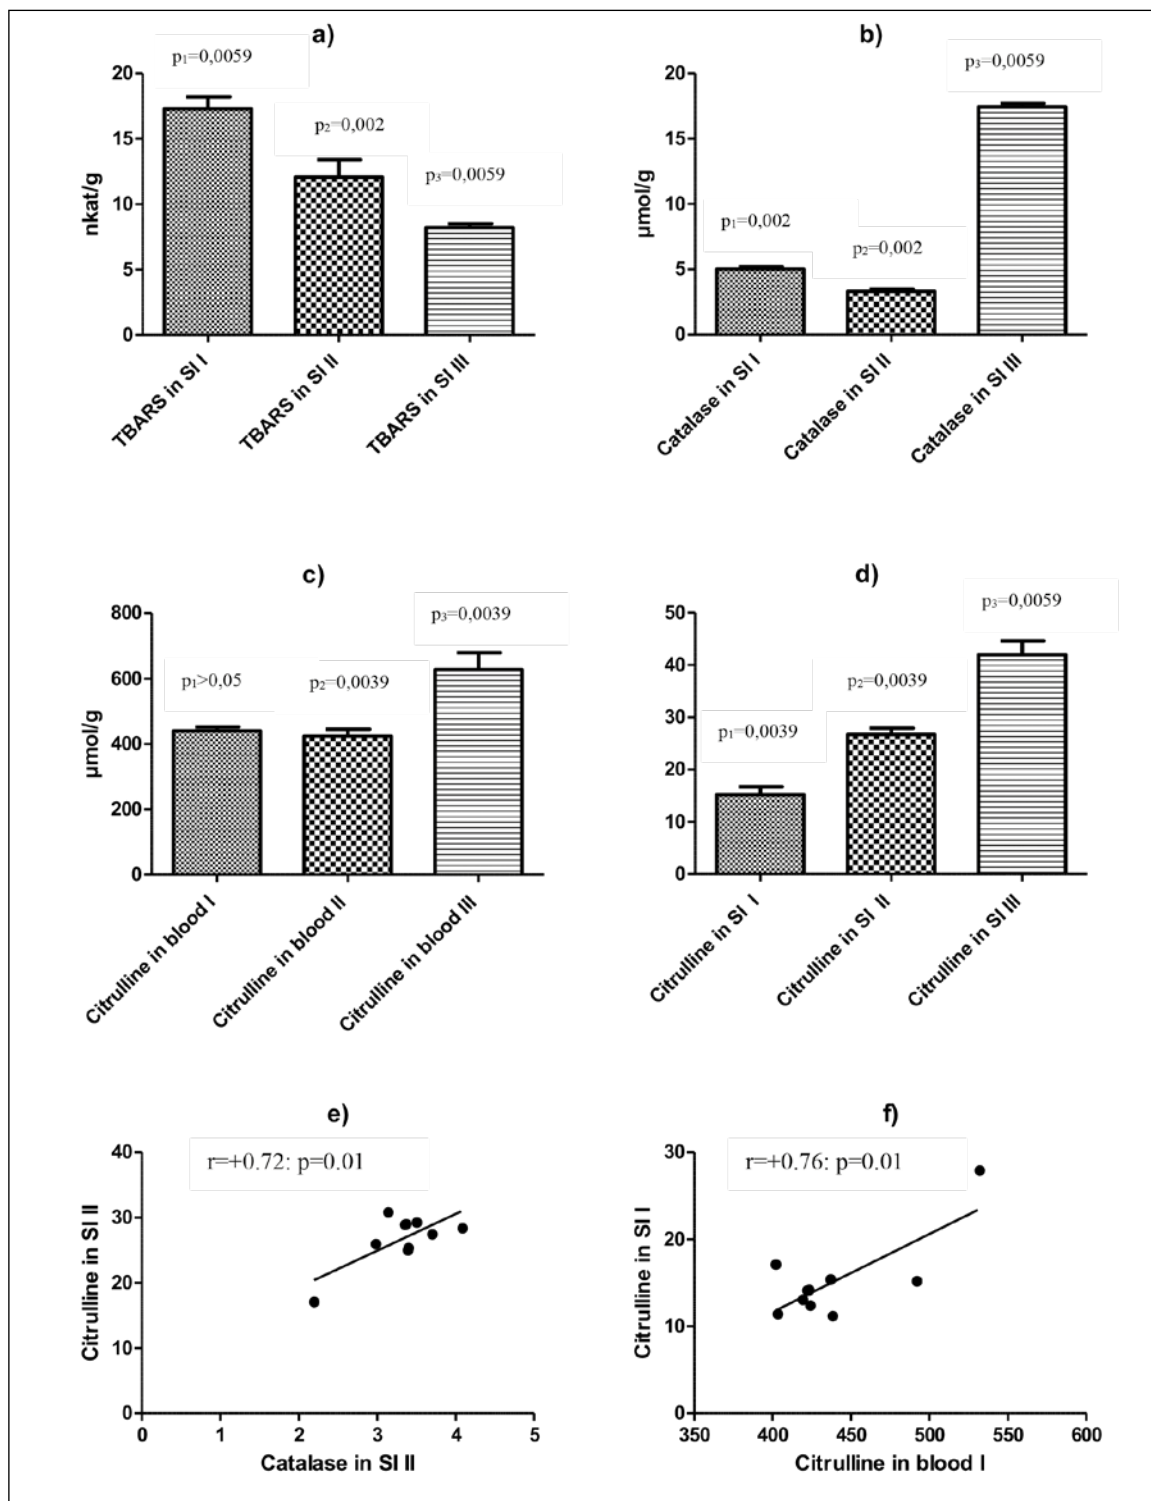 a)
p₁=0,0059
p₂=0,002
p₃=0,0059
20
15
10
5
0
nkat/g
TBARS in SI I
TBARS in SI II
TBARS in SI III
b)
p₃=0,0059
p₁=0,002
p₂=0,002
20
15
10
5
0
µmol/g
Catalase in SI I
Catalase in SI II
Catalase in SI III
c)
p₃=0,0039
p₁>0,05
p₂=0,0039
800
600
400
200
0
µmol/g
Citrulline in blood I
Citrulline in blood II
Citrulline in blood III
d)
p₃=0,0059
p₂=0,0039
p₁=0,0039
50
40
30
20
10
0
Citrulline in SI I
Citrulline in SI II
Citrulline in SI III
e)
r=+0.72: p=0.01
40
30
20
10
0
Citrulline in SI II
0 1 2 3 4 5
Catalase in SI II
f)
r=+0.76: p=0.01
30
20
10
0
Citrulline in SI I
350 400 450 500 550 600
Citrulline in blood I